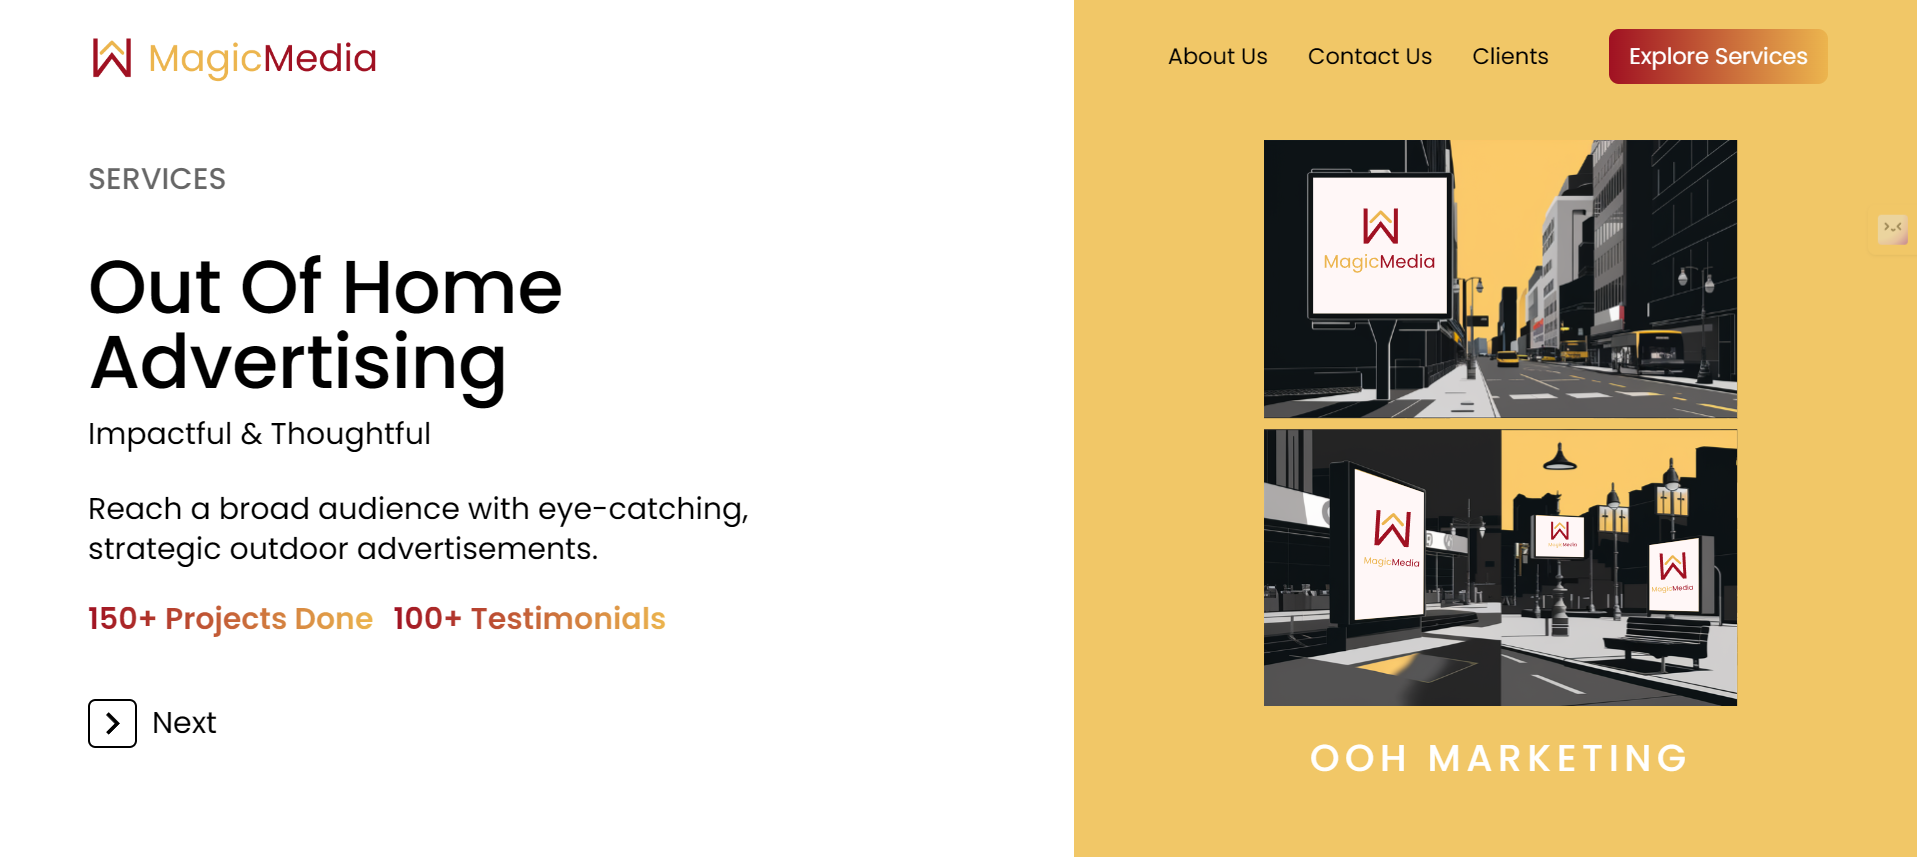 MagicMedia
About Us
Contact Us
Clients
Explore Services
SERVICES
Out Of Home
Advertising
Impactful & Thoughtful
Reach a broad audience with eye-catching,
strategic outdoor advertisements.
150+ Projects Done 100+ Testimonials
Next
MagicMedia
MagicMedia
MagicMedia
MagicMedia
OOH MARKETING